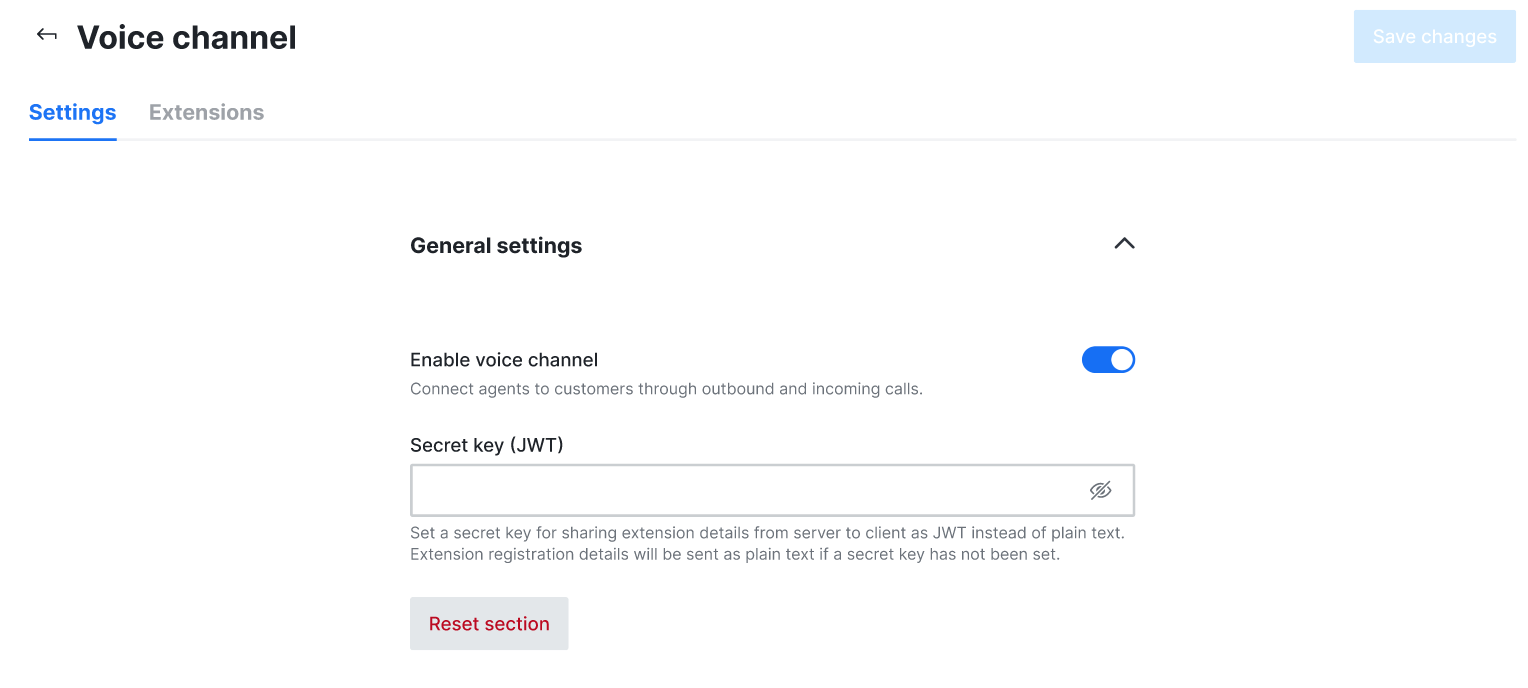 Voice channel
Save changes
Settings
Extensions
General settings
Enable voice channel
Connect agents to customers through outbound and incoming calls.
Secret key (JWT)
Set a secret key for sharing extension details from server to client as JWT instead of plain text.
Extension registration details will be sent as plain text if a secret key has not been set.
Reset section